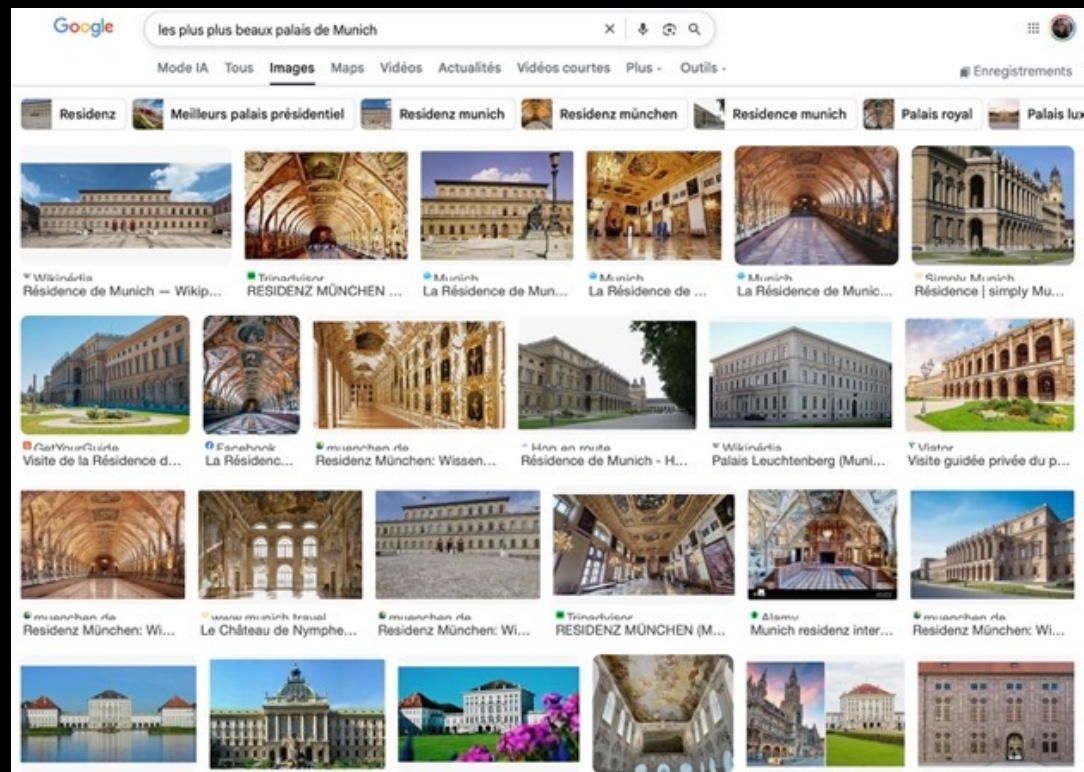 Google
les plus plus beaux palais de Munich
Mode IA Tous Images Maps Vidéos Actualités Vidéos courtes Plus Outils
Enregistrements
Residenz Meilleurs palais présidentiel Residenz munich Residenz münchen Residence munich Palais royal Palais lux
Wikipédia Tripadvisor Munich Munich Munich Simply Munich
Résidence de Munich — Wikip... RESIDENZ MÜNCHEN ... La Résidence de Mun... La Résidence de ... La Résidence de Munic... Résidence | simply Mu...
GetYourGuide Facebook muenchen.de Hop en route Wikipédia Viator
Visite de la Résidence d... La Résidenc... Residenz München: Wissen... Résidence de Munich - H... Palais Leuchtenberg (Muni... Visite guidée privée du p...
muenchen.de www.munich.travel muenchen.de Tripadvisor Alamy muenchen.de
Residenz München: Wi... Le Château de Nymphe... Residenz München: Wi... RESIDENZ MÜNCHEN (M... Munich residenz inter... Residenz München: Wi...